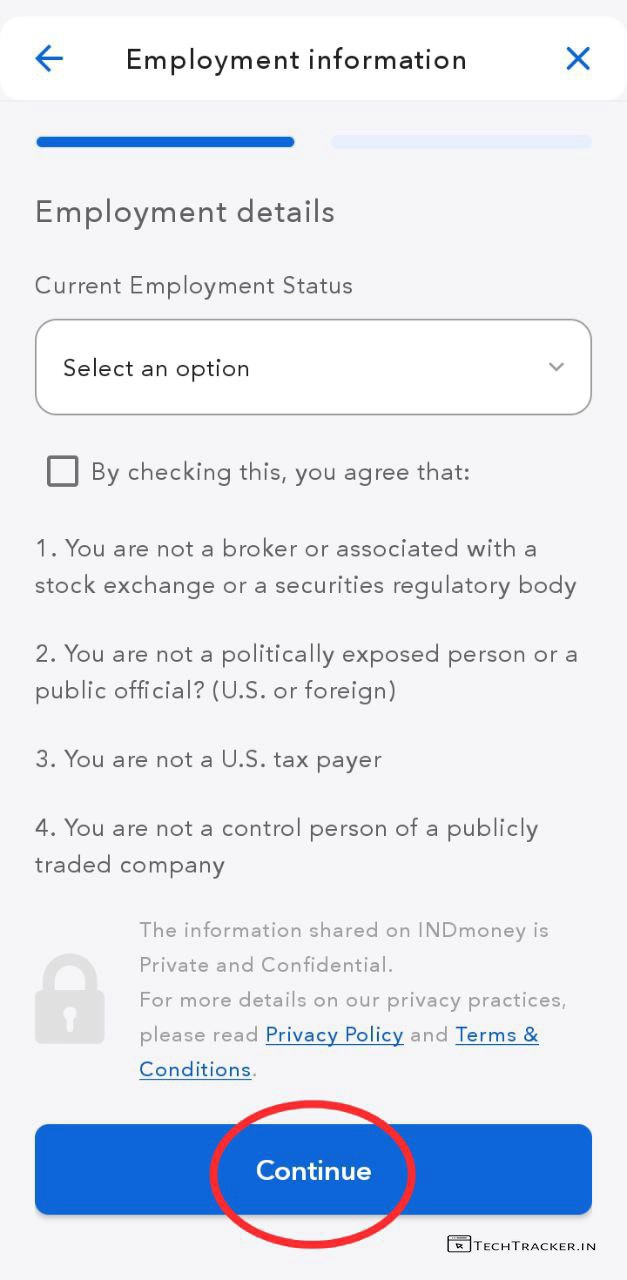 Employment information
Employment details
Current Employment Status
Select an option
By checking this, you agree that:
1. You are not a broker or associated with a
stock exchange or a securities regulatory body
2. You are not a politically exposed person or a
public official? (U.S. or foreign)
3. You are not a U.S. tax payer
4. You are not a control person of a publicly
traded company
The information shared on INDmoney is
Private and Confidential.
For more details on our privacy practices,
please read Privacy Policy and Terms &
Conditions.
Continue
TECHTRACKER.IN